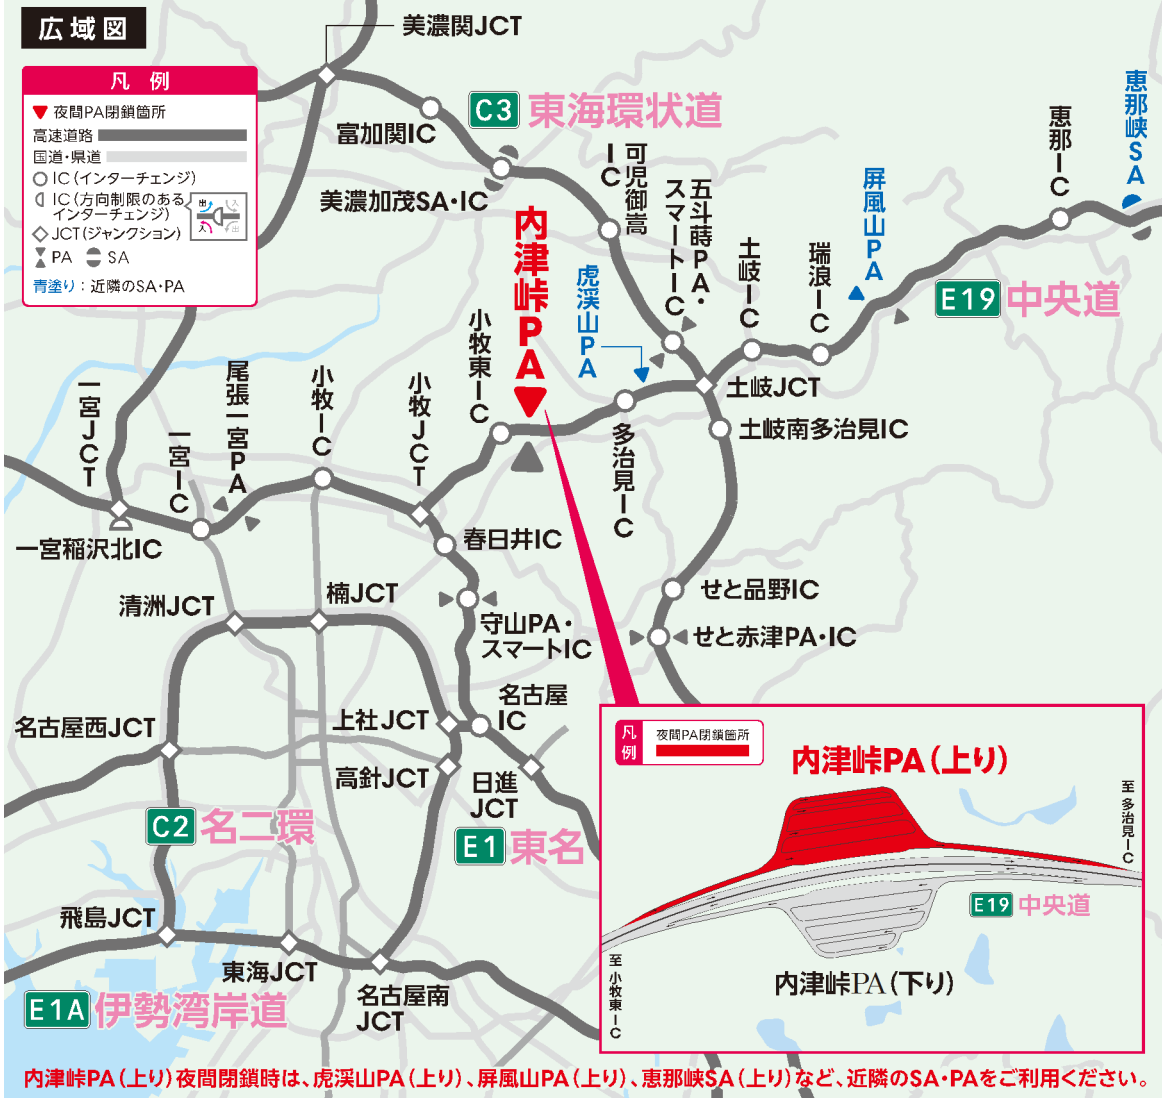 広域図
凡 例
夜間PA閉鎖箇所
高速道路
国道・県道
IC(インターチェンジ)
IC(方向制限のある
インターチェンジ)
出
入
入
出
JCT(ジャンクション)
PA
SA
青塗り：近隣のSA・PA
美濃関JCT
富加関IC
C3 東海環状道
美濃加茂SA・IC
可児御嵩IC
五斗蒔PA・
スマートIC
内津峠PA
虎渓山PA
土岐IC
瑞浪IC
屏風山PA
恵那IC
恵那峡SA
E19 中央道
小牧東IC
土岐JCT
土岐南多治見IC
多治見IC
一宮JCT
一宮IC
尾張一宮PA
小牧IC
小牧JCT
一宮稲沢北IC
春日井IC
清洲JCT
楠JCT
守山PA・
スマートIC
せと品野IC
せと赤津PA・IC
名古屋西JCT
上社JCT
名古屋
IC
高針JCT
日進
JCT
C2 名二環
E1 東名
飛島JCT
東海JCT
名古屋南
JCT
E1A 伊勢湾岸道
凡例
夜間PA閉鎖箇所
内津峠PA(上り)
至 多治見IC
E19 中央道
内津峠PA(下り)
至 小牧東IC
内津峠PA(上り)夜間閉鎖時は、虎渓山PA(上り)、屏風山PA(上り)、恵那峡SA(上り)など、近隣のSA・PAをご利用ください。